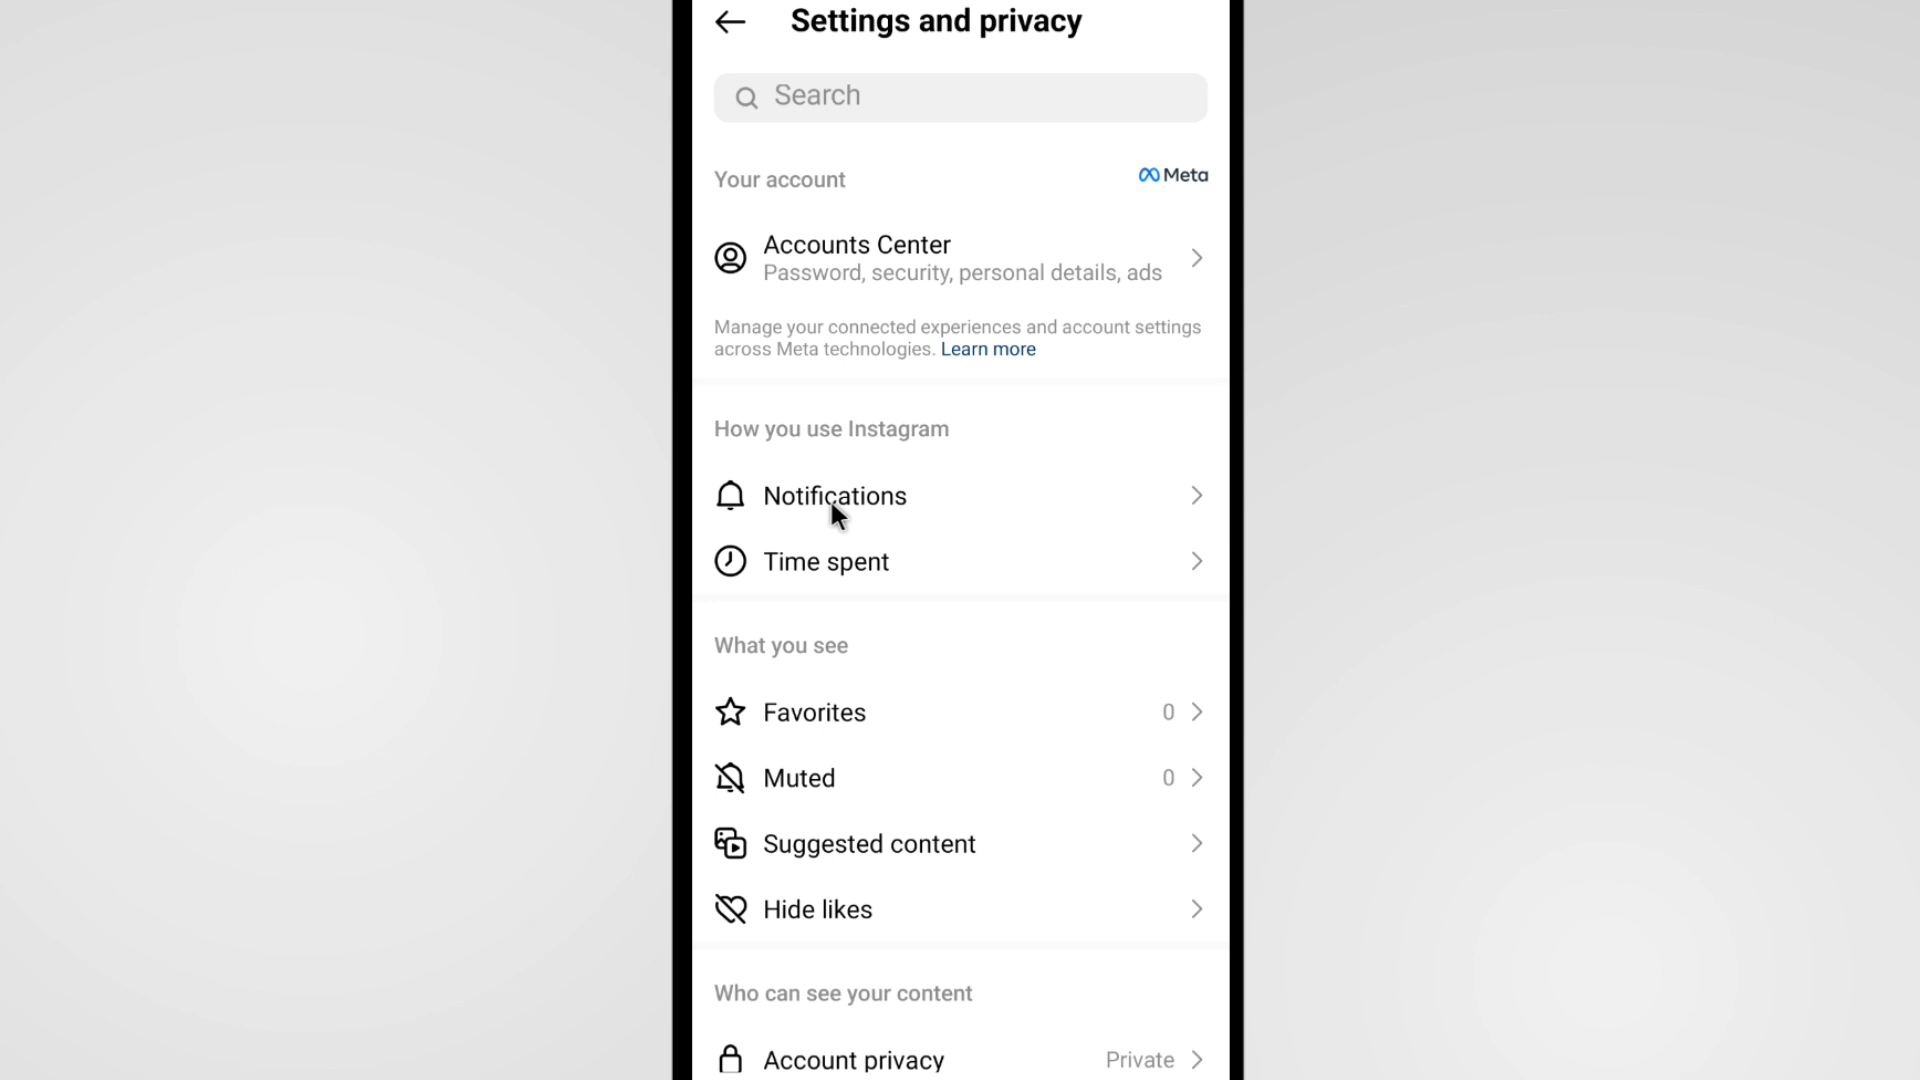 Settings and privacy
Search
Your account
Meta
Accounts Center
Password, security, personal details, ads
Manage your connected experiences and account settings
across Meta technologies. Learn more
How you use Instagram
Notifications
Time spent
What you see
Favorites 0
Muted 0
Suggested content
Hide likes
Who can see your content
Account privacy Private